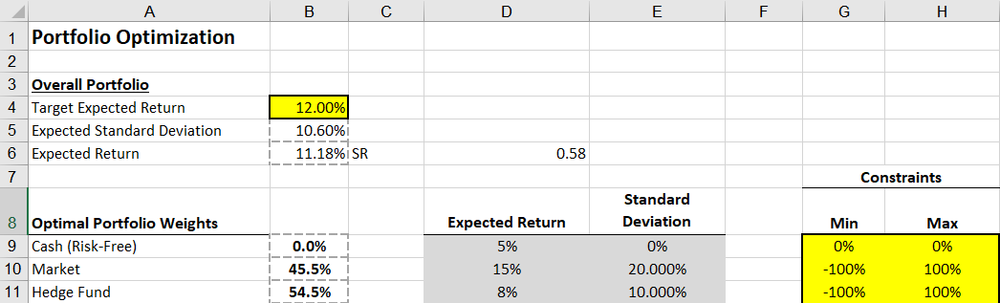 A B C D E F G H
1 Portfolio Optimization
2
3 Overall Portfolio
4 Target Expected Return 12.00%
5 Expected Standard Deviation 10.60%
6 Expected Return 11.18% SR 0.58
7 Constraints
8 Optimal Portfolio Weights Expected Return Standard Deviation Min Max
9 Cash (Risk-Free) 0.0% 5% 0% 0% 0%
10 Market 45.5% 15% 20.000% -100% 100%
11 Hedge Fund 54.5% 8% 10.000% -100% 100%